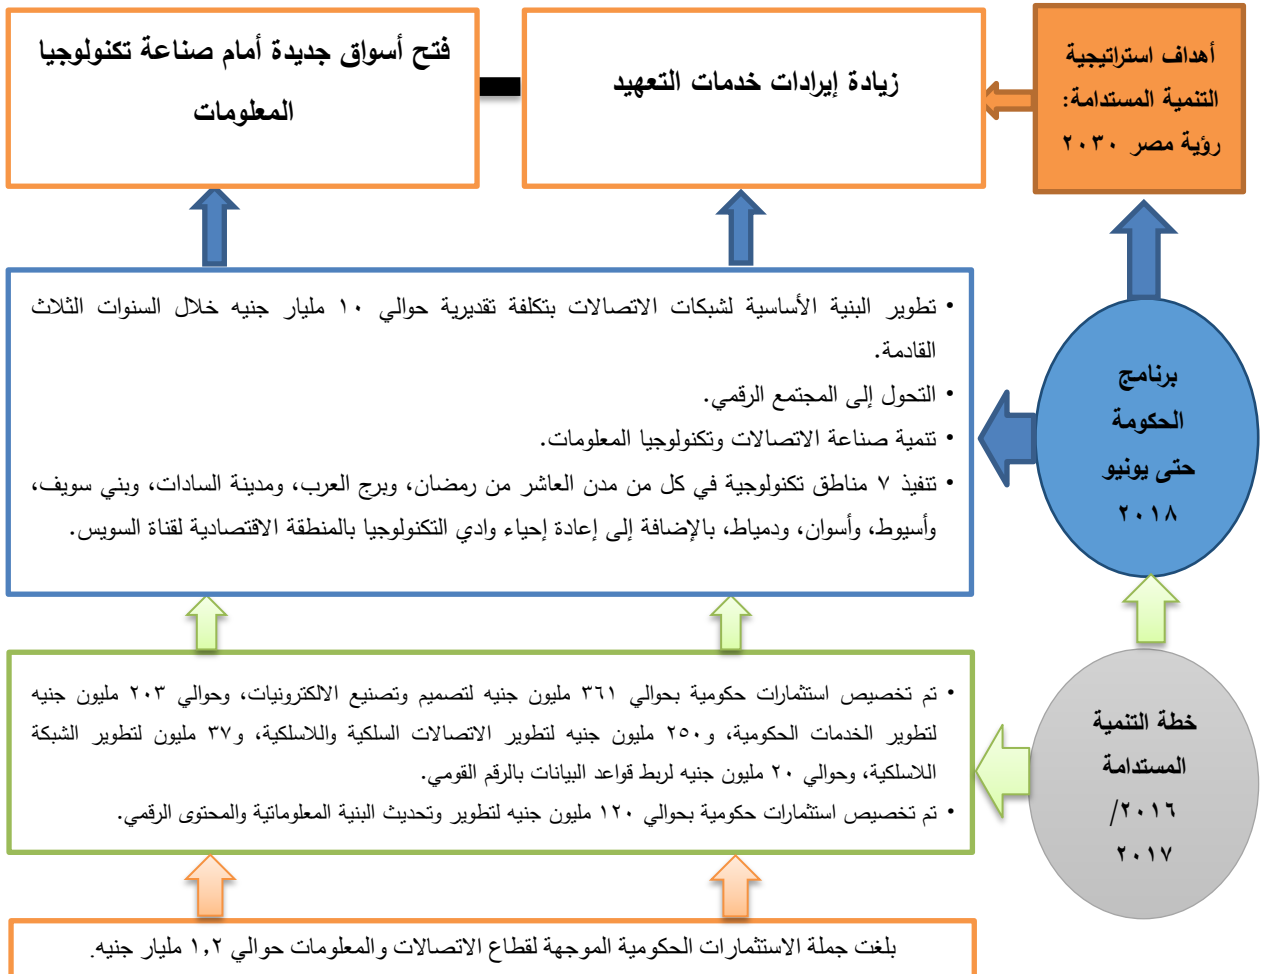 أهداف استراتيجية
التنمية المستدامة:
رؤية مصر ٢٠٣٠
زيادة إيرادات خدمات التعهيد
فتح أسواق جديدة أمام صناعة تكنولوجيا
المعلومات
برنامج
الحكومة
حتى يونيو
٢٠١٨
• تطوير البنية الأساسية لشبكات الاتصالات بتكلفة تقديرية حوالي ١٠ مليار جنيه خلال السنوات الثلاث
القادمة.
• التحول إلى المجتمع الرقمي.
• تنمية صناعة الاتصالات وتكنولوجيا المعلومات.
• تنفيذ ٧ مناطق تكنولوجية في كل من مدن العاشر من رمضان، وبرج العرب، ومدينة السادات، وبني سويف،
وأسيوط، وأسوان، ودمياط، بالإضافة إلى إعادة إحياء وادي التكنولوجيا بالمنطقة الاقتصادية لقناة السويس.
خطة التنمية
المستدامة
٢٠١٦/
٢٠١٧
• تم تخصيص استثمارات حكومية بحوالي ٣٦١ مليون جنيه لتصميم وتصنيع الالكترونيات، وحوالي ٢٠٣ مليون جنيه
لتطوير الخدمات الحكومية، و٢٥٠ مليون جنيه لتطوير الاتصالات السلكية واللاسلكية، و٣٧ مليون لتطوير الشبكة
اللاسلكية، وحوالي ٢٠ مليون جنيه لربط قواعد البيانات بالرقم القومي.
• تم تخصيص استثمارات حكومية بحوالي ١٢٠ مليون جنيه لتطوير وتحديث البنية المعلوماتية والمحتوى الرقمي.
بلغت جملة الاستثمارات الحكومية الموجهة لقطاع الاتصالات والمعلومات حوالي ١,٢ مليار جنيه.